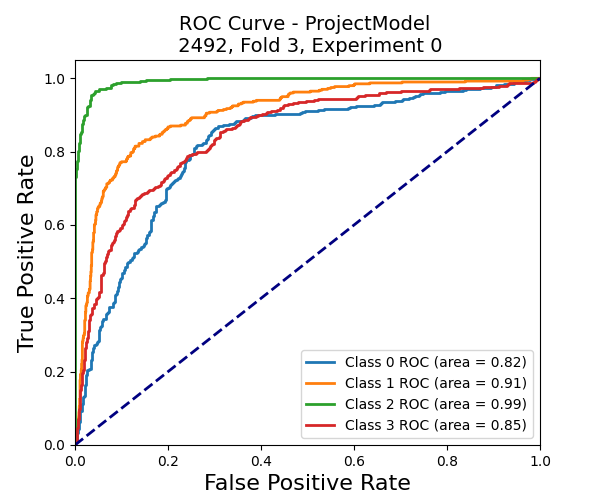 ROC Curve - ProjectModel
2492, Fold 3, Experiment 0
True Positive Rate
1.0
0.8
0.6
0.4
0.2
0.0
0.0 0.2 0.4 0.6 0.8 1.0
False Positive Rate
Class 0 ROC (area = 0.82)
Class 1 ROC (area = 0.91)
Class 2 ROC (area = 0.99)
Class 3 ROC (area = 0.85)